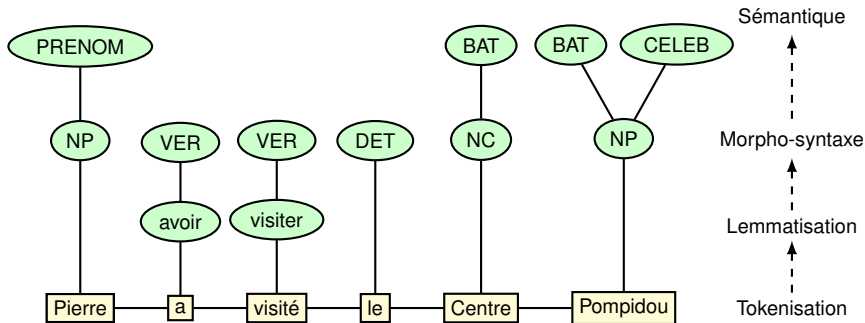 Sémantique
PRENOM BAT BAT CELEB
NP VER VER DET NC NP Morpho-syntaxe
avoir visiter Lemmatisation
Pierre a visité le Centre Pompidou Tokenisation